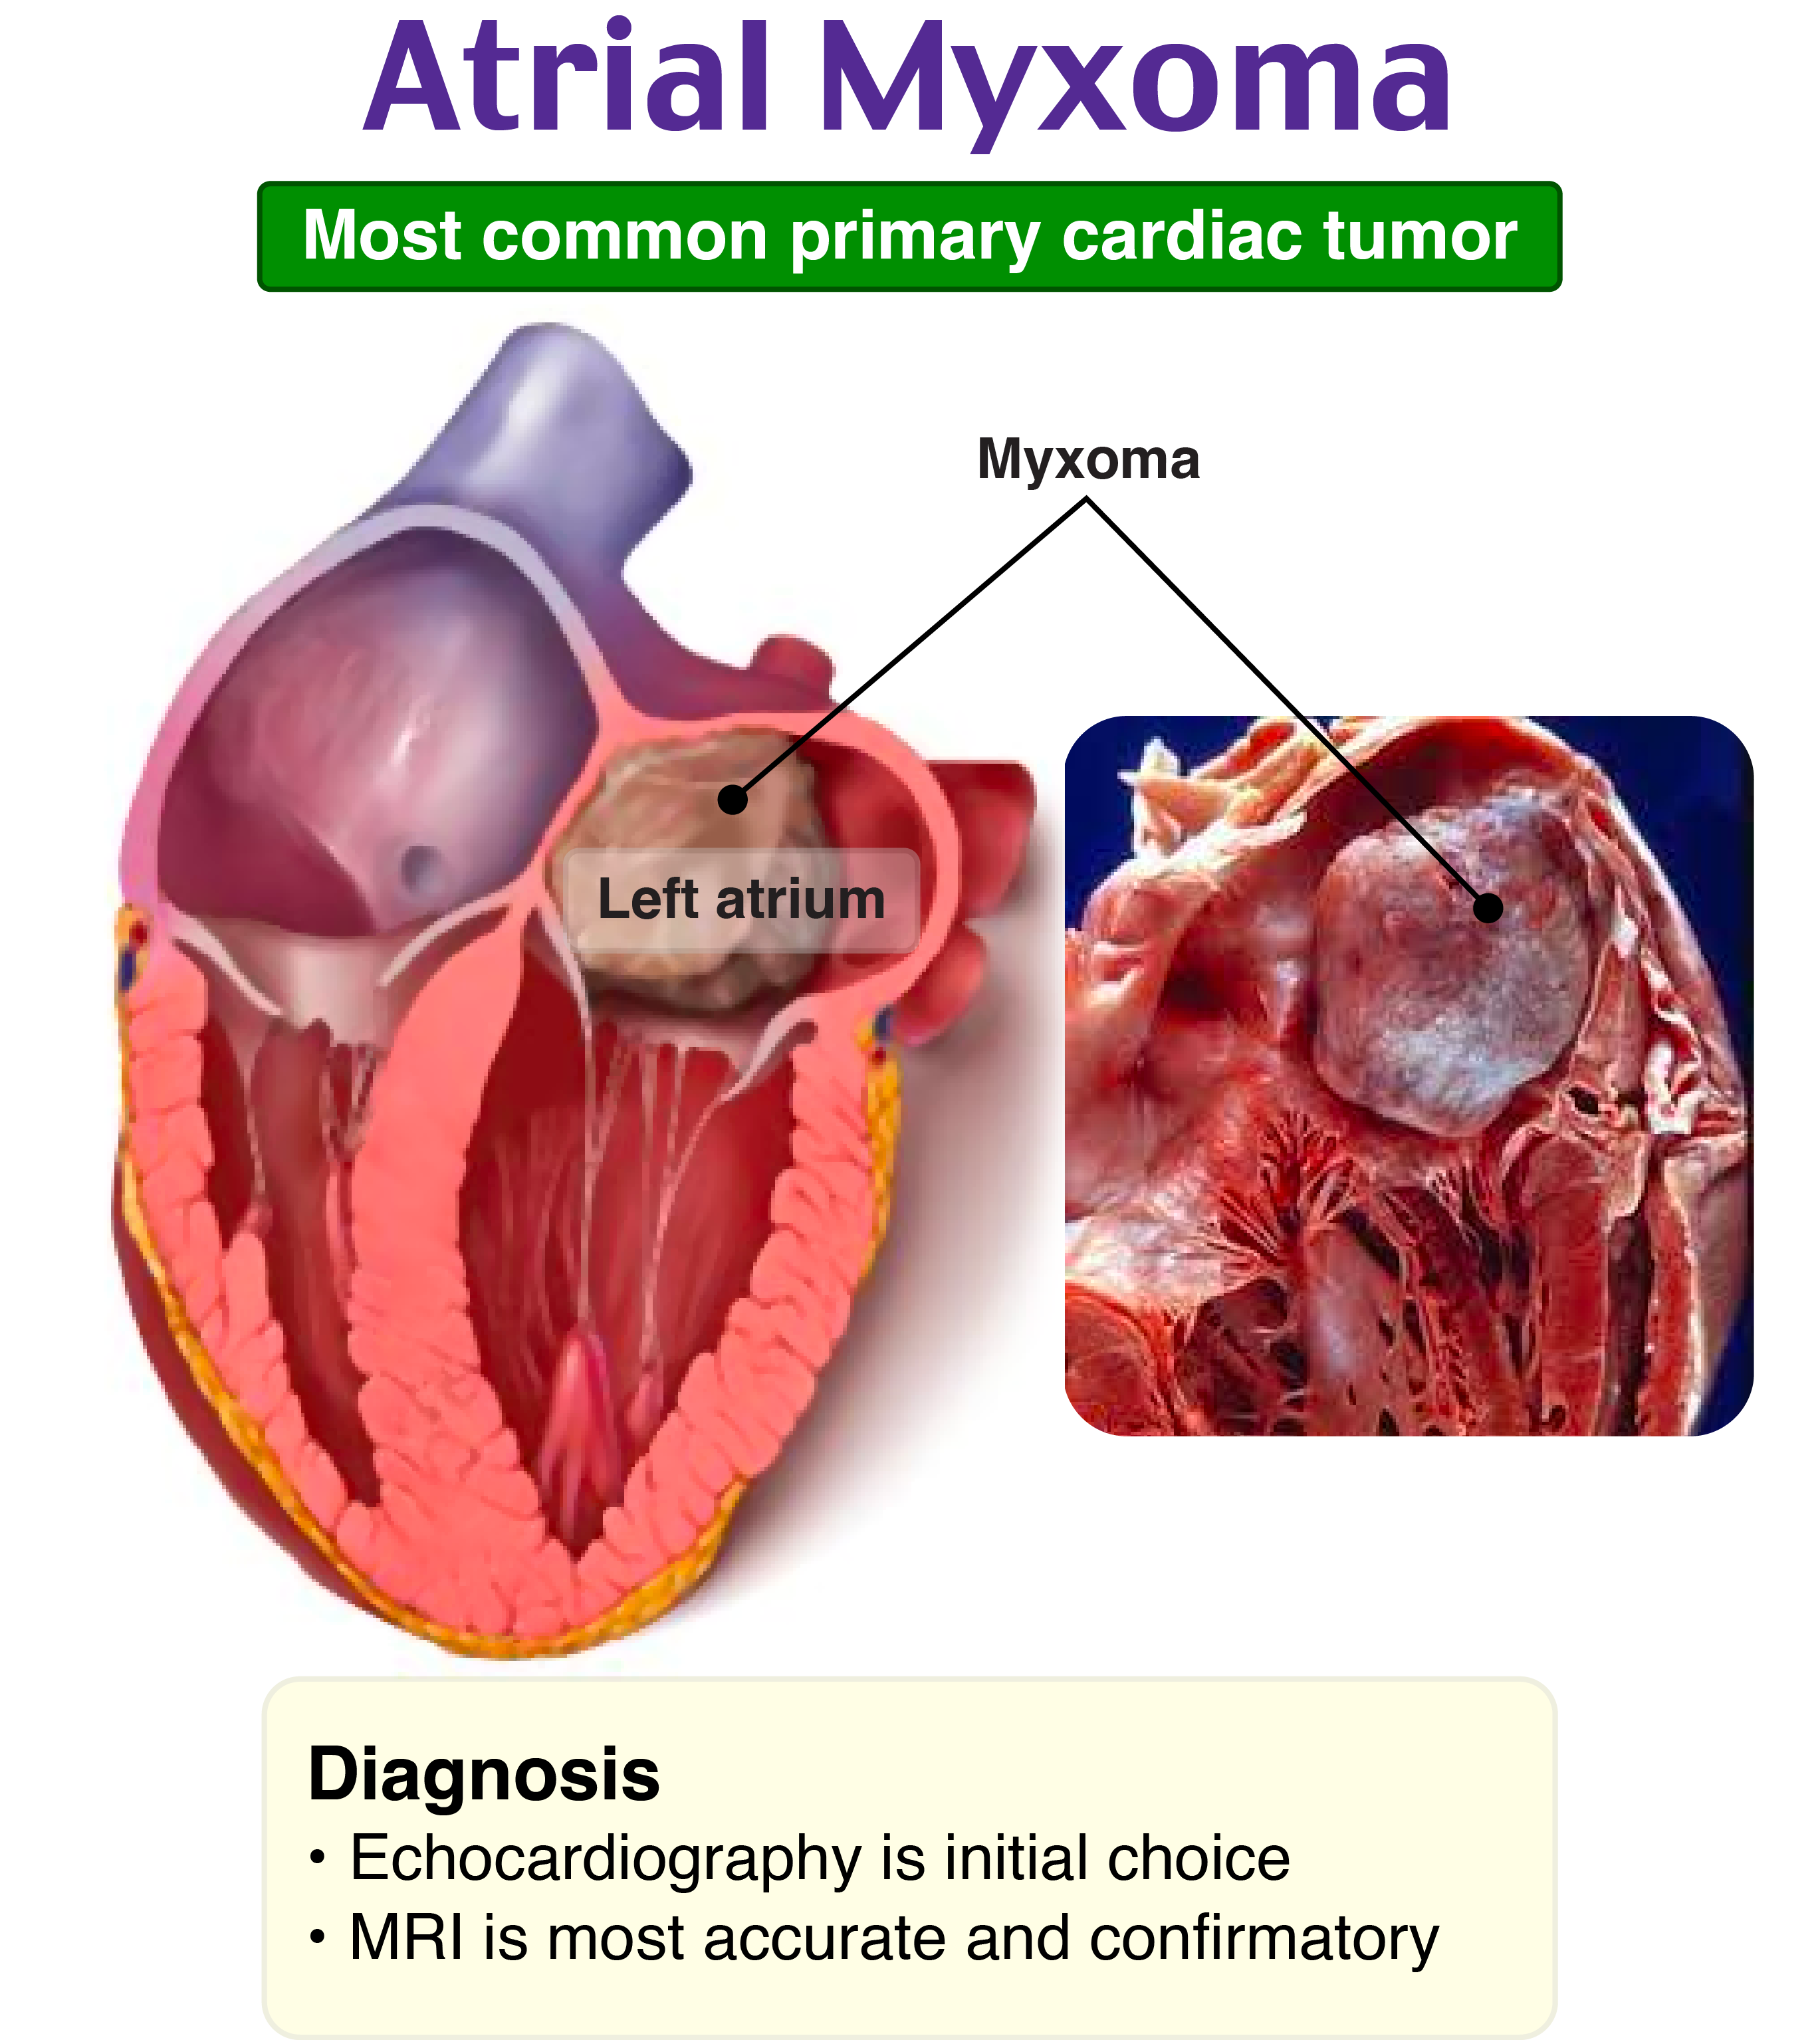 Atrial Myxoma
Most common primary cardiac tumor
Myxoma
Left atrium
Diagnosis
• Echocardiography is initial choice
• MRI is most accurate and confirmatory